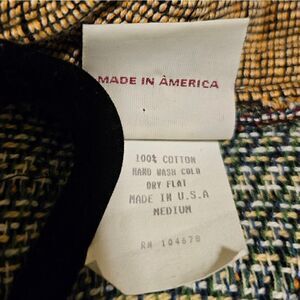 MADE IN AMERICA
100% COTTON
HAND WASH COLD
DRY FLAT
MADE IN U.S.A
MEDIUM
RN 104678